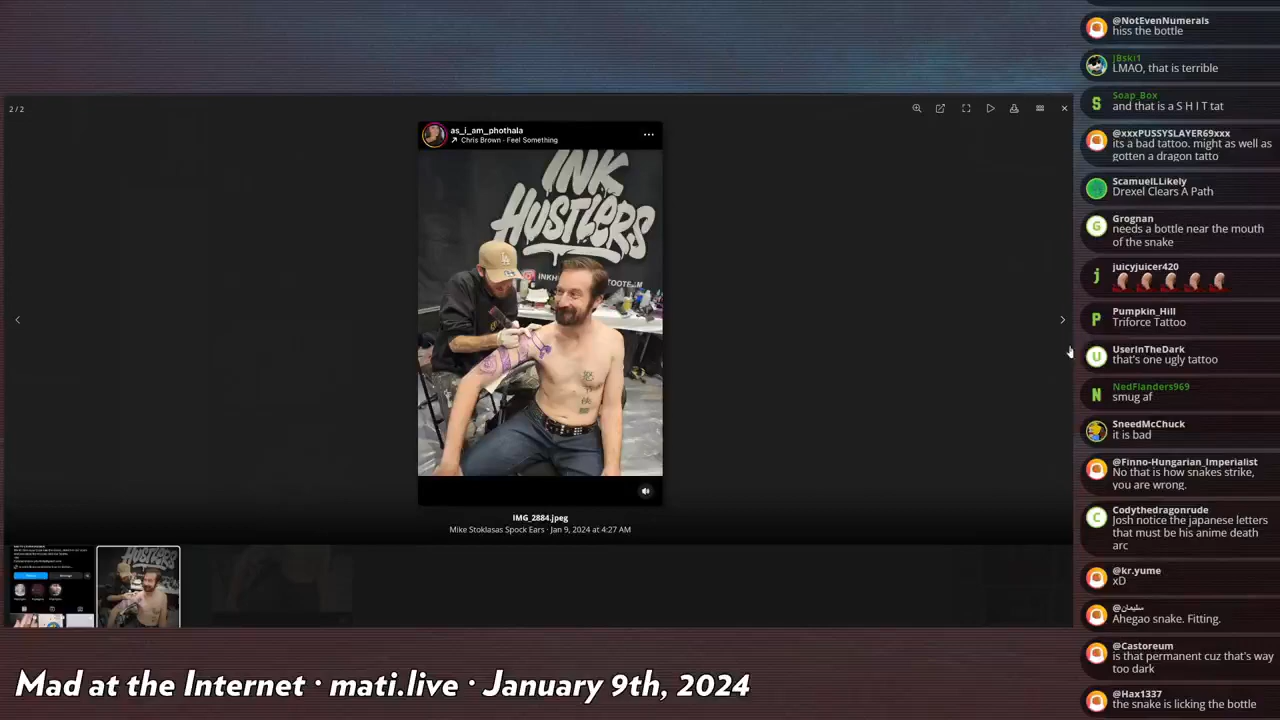 2 / 2
as_i_am_phothala
Chris Brown · Feel Something
INK
HUSTLERS
IMG_2884.jpeg
Mike Stoklasas Spock Ears · Jan 9, 2024 at 4:27 AM
Mad at the Internet · mati.live · January 9th, 2024
@NotEvenNumerals
hiss the bottle
JBski1
LMAO, that is terrible
Soap_Box
and that is a S H I T tat
@xxxPUSSYSLAYER69xxx
its a bad tattoo. might as well as
gotten a dragon tatto
ScamuelLLikely
Drexel Clears A Path
Grognan
needs a bottle near the mouth
of the snake
juicyjuicer420
Pumpkin_Hill
Triforce Tattoo
UserInTheDark
that's one ugly tattoo
NedFlanders969
smug af
SneedMcChuck
it is bad
@Finno-Hungarian_Imperialist
No that is how snakes strike,
you are wrong.
Codythedragonrude
Josh notice the japanese letters
that must be his anime death
arc
@kr.yume
xD
@سليمان
Ahegao snake. Fitting.
@Castoreum
is that permanent cuz that's way
too dark
@Hax1337
the snake is licking the bottle